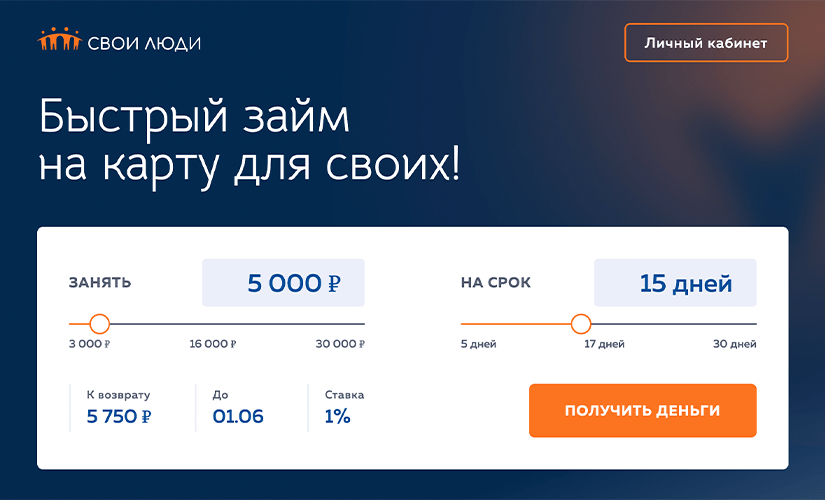 СВОИ ЛЮДИ
Личный кабинет
Быстрый займ
на карту для своих!
ЗАНЯТЬ
5 000 ₽
3 000 ₽
16 000 ₽
30 000 ₽
НА СРОК
15 дней
5 дней
17 дней
30 дней
К возврату
5 750 ₽
До
01.06
Ставка
1%
ПОЛУЧИТЬ ДЕНЬГИ